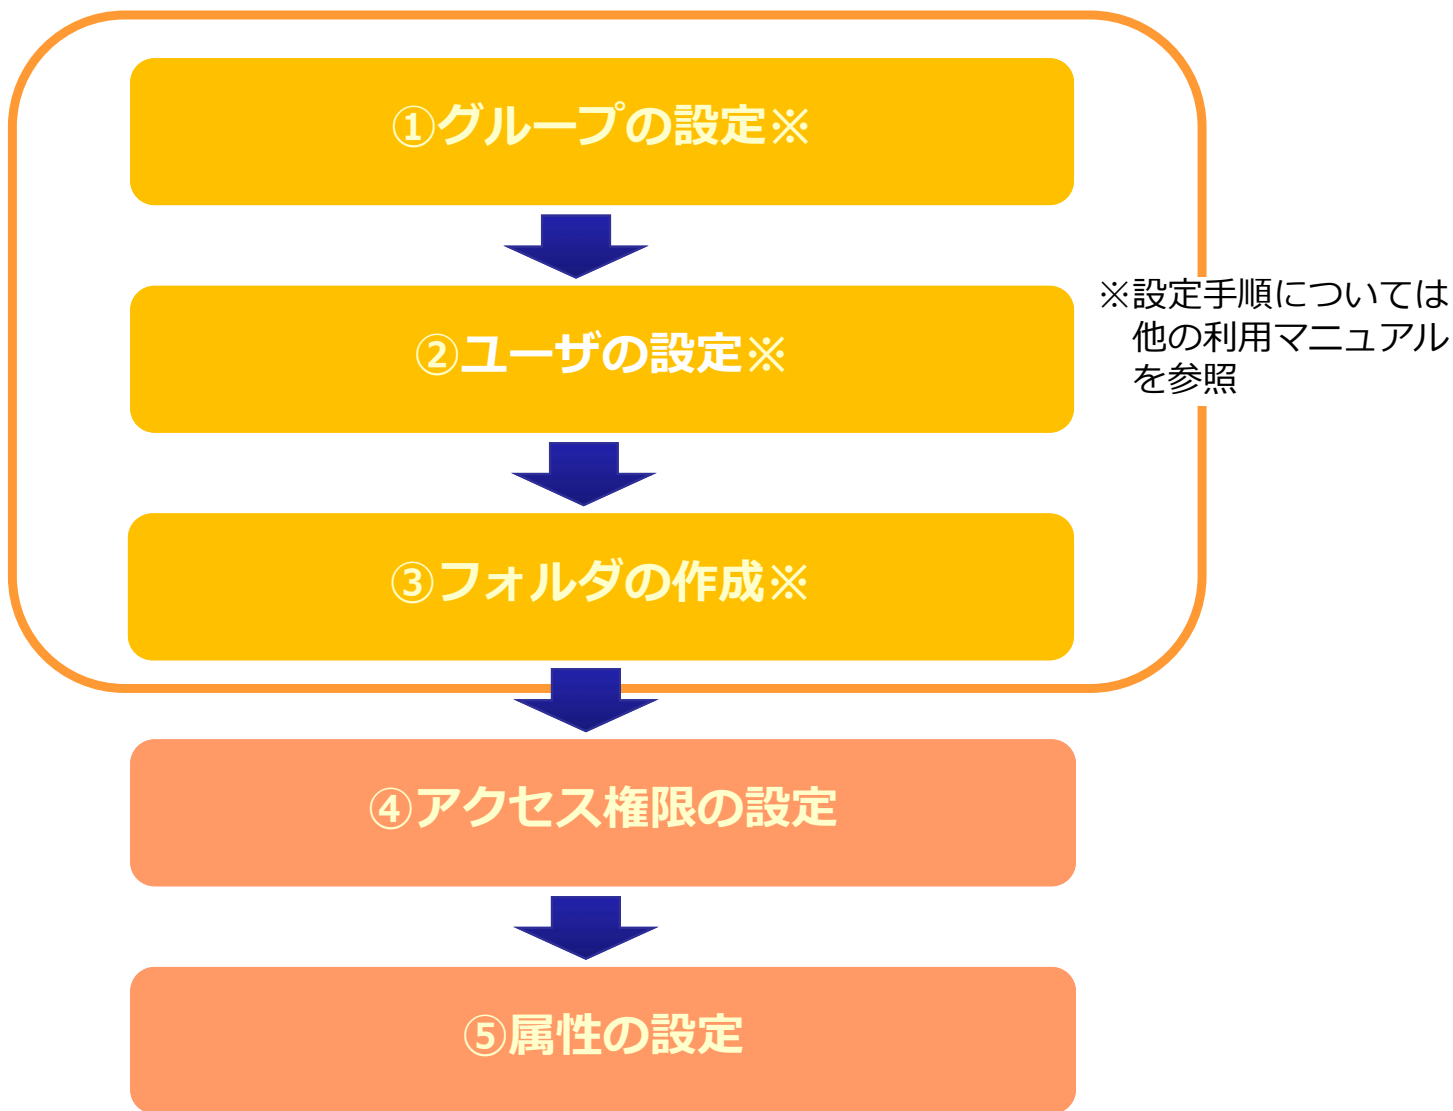 ①グループの設定※
②ユーザの設定※
※設定手順については
他の利用マニュアル
を参照
③フォルダの作成※
④アクセス権限の設定
⑤属性の設定